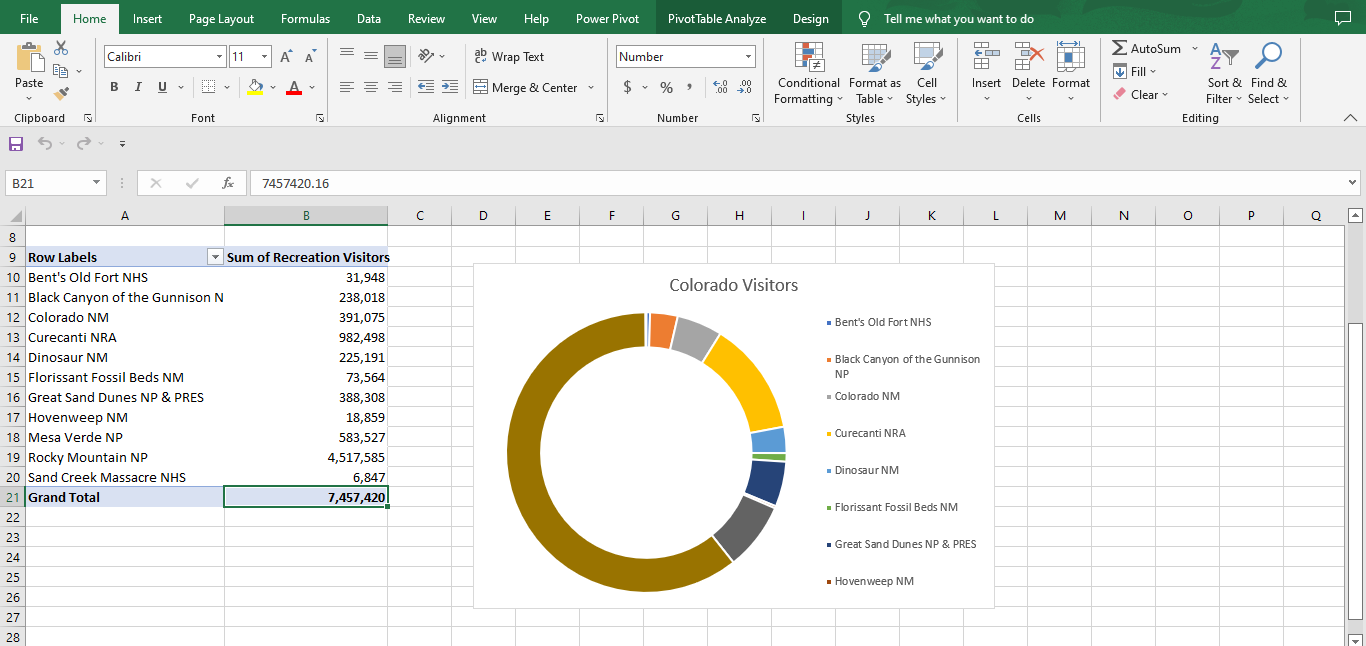 File Home Insert Page Layout Formulas Data Review View Help Power Pivot PivotTable Analyze Design Tell me what you want to do
Paste
Clipboard
Calibri 11
B I U A
Font
ab Wrap Text
Merge & Center
Alignment
Number
$ % ,
Number
Conditional Formatting
Format as Table
Cell Styles
Styles
Insert Delete Format
Cells
AutoSum
Fill
Clear
Sort & Filter
Find & Select
Editing
B21 fx 7457420.16
A B C D E F G H I J K L M N O P Q
8
9 Row Labels Sum of Recreation Visitors
10 Bent's Old Fort NHS 31,948
11 Black Canyon of the Gunnison N 238,018
12 Colorado NM 391,075
13 Curecanti NRA 982,498
14 Dinosaur NM 225,191
15 Florissant Fossil Beds NM 73,564
16 Great Sand Dunes NP & PRES 388,308
17 Hovenweep NM 18,859
18 Mesa Verde NP 583,527
19 Rocky Mountain NP 4,517,585
20 Sand Creek Massacre NHS 6,847
21 Grand Total 7,457,420
22
23
24
25
26
27
28
Colorado Visitors
Bent's Old Fort NHS
Black Canyon of the Gunnison
NP
Colorado NM
Curecanti NRA
Dinosaur NM
Florissant Fossil Beds NM
Great Sand Dunes NP & PRES
Hovenweep NM